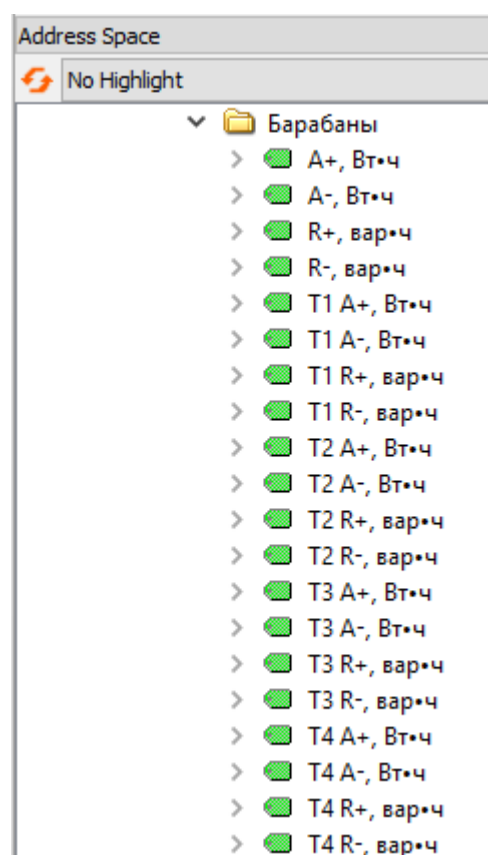 Address Space
No Highlight
Барабаны
A+, Вт•ч
A-, Вт•ч
R+, вар•ч
R-, вар•ч
T1 A+, Вт•ч
T1 A-, Вт•ч
T1 R+, вар•ч
T1 R-, вар•ч
T2 A+, Вт•ч
T2 A-, Вт•ч
T2 R+, вар•ч
T2 R-, вар•ч
T3 A+, Вт•ч
T3 A-, Вт•ч
T3 R+, вар•ч
T3 R-, вар•ч
T4 A+, Вт•ч
T4 A-, Вт•ч
T4 R+, вар•ч
T4 R-, вар•ч